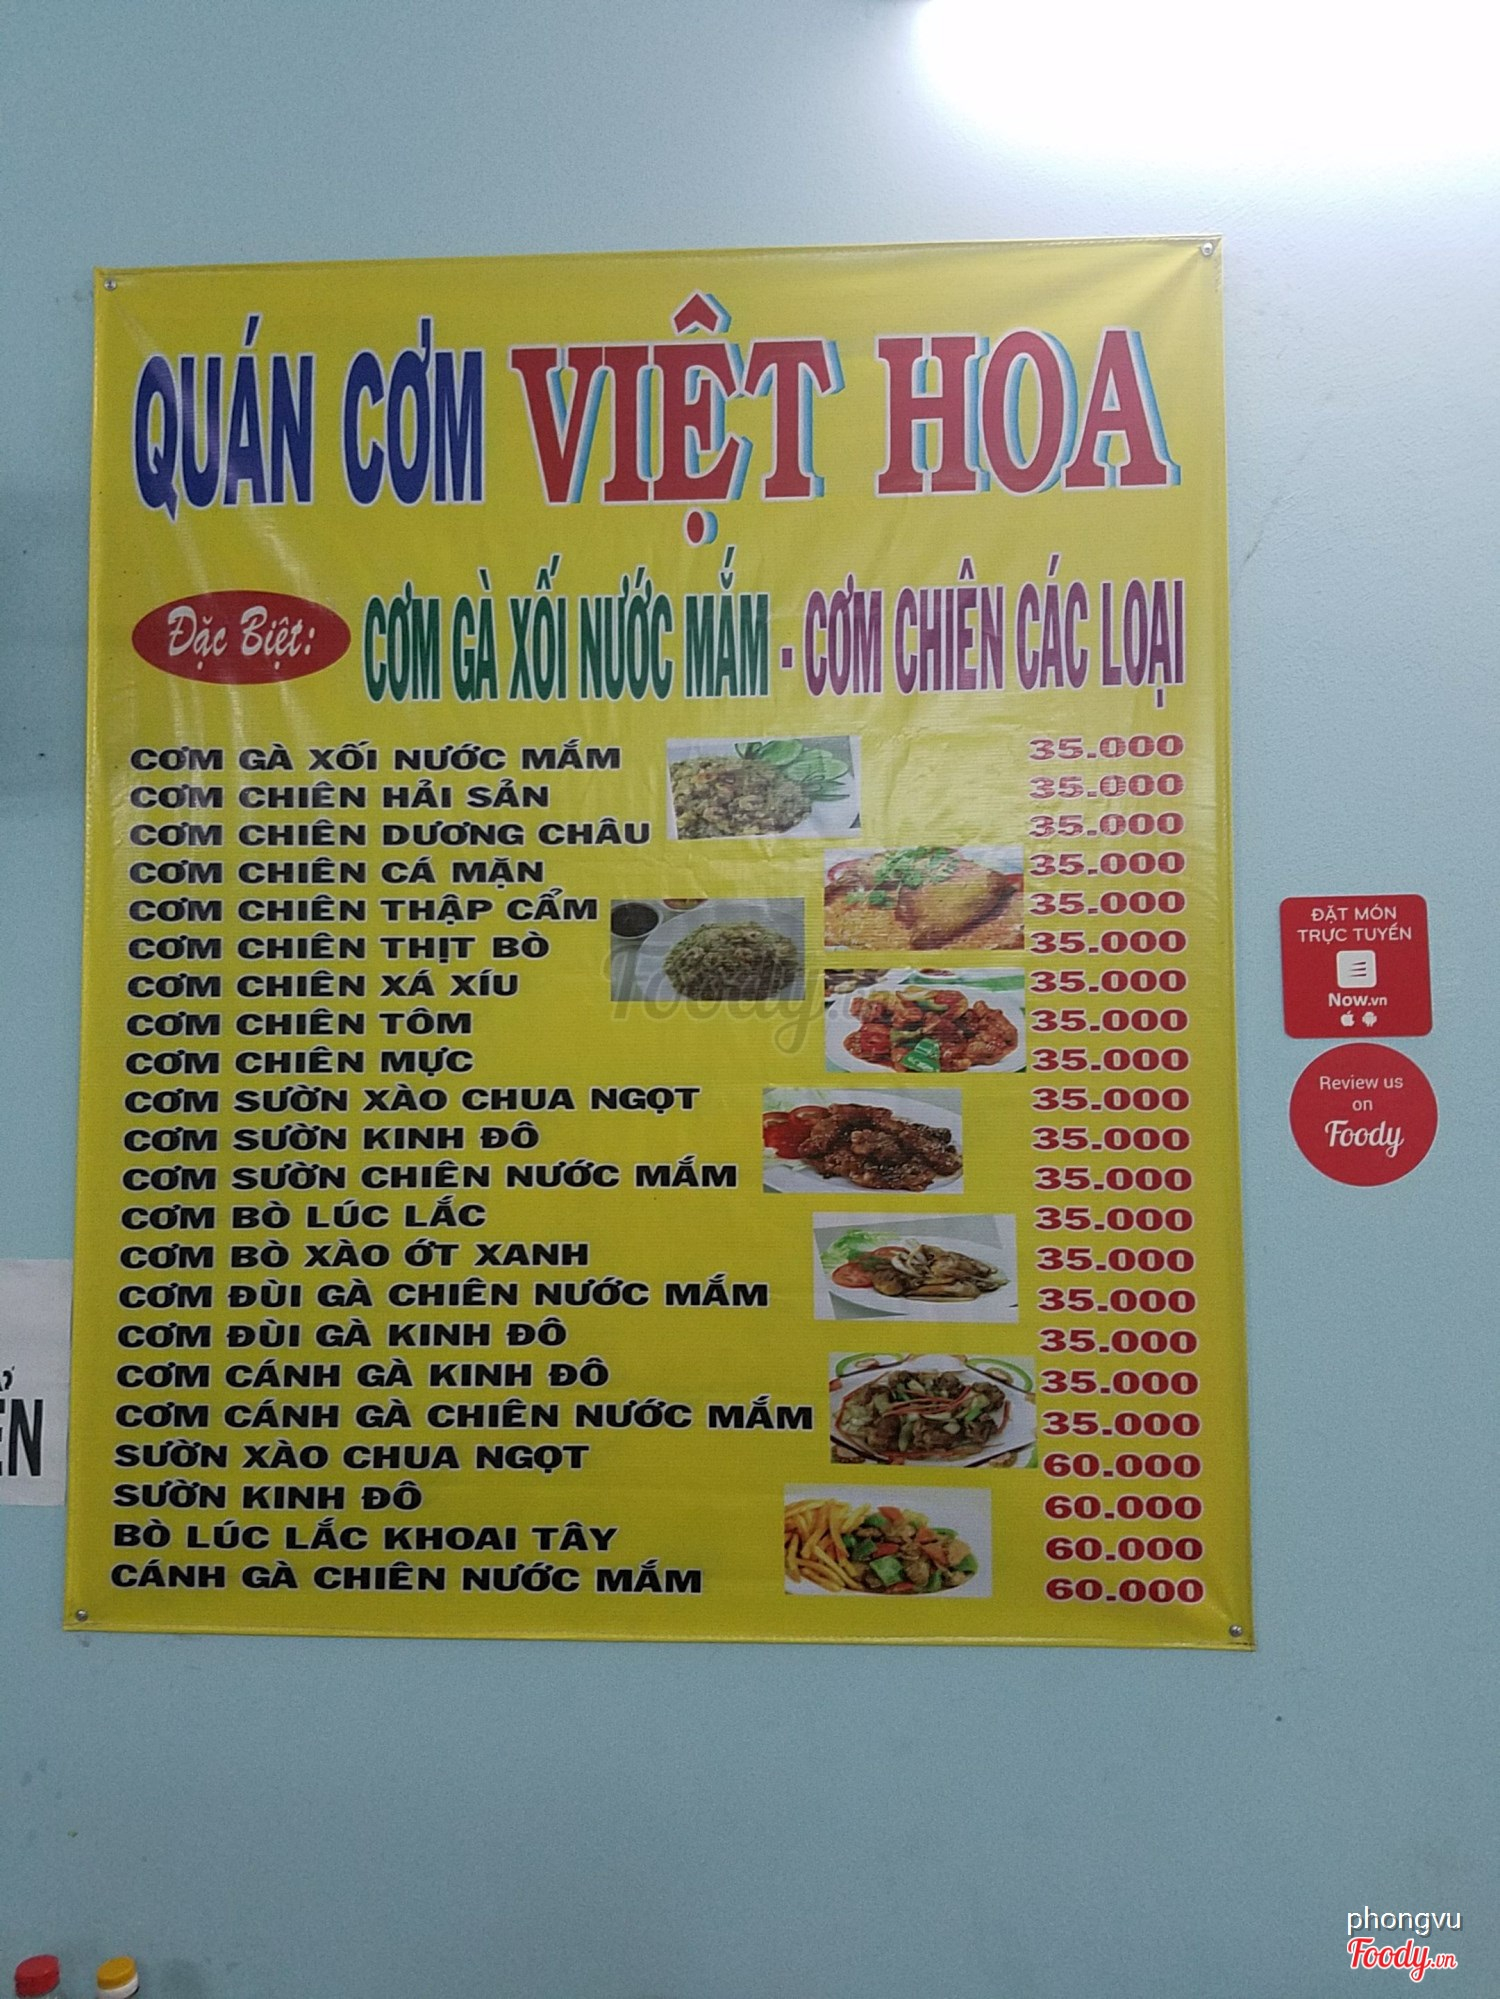 QUÁN CƠM VIỆT HOA
Đặc Biệt: CƠM GÀ XỐI NƯỚC MẮM - CƠM CHIÊN CÁC LOẠI
CƠM GÀ XỐI NƯỚC MẮM 35.000
CƠM CHIÊN HẢI SẢN 35.000
CƠM CHIÊN DƯƠNG CHÂU 35.000
CƠM CHIÊN CÁ MẶN 35.000
CƠM CHIÊN THẬP CẨM 35.000
CƠM CHIÊN THỊT BÒ 35.000
CƠM CHIÊN XÁ XÍU 35.000
CƠM CHIÊN TÔM 35.000
CƠM CHIÊN MỰC 35.000
CƠM SƯỜN XÀO CHUA NGỌT 35.000
CƠM SƯỜN KINH ĐÔ 35.000
CƠM SƯỜN CHIÊN NƯỚC MẮM 35.000
CƠM BÒ LÚC LẮC 35.000
CƠM BÒ XÀO ỚT XANH 35.000
CƠM ĐÙI GÀ CHIÊN NƯỚC MẮM 35.000
CƠM ĐÙI GÀ KINH ĐÔ 35.000
CƠM CÁNH GÀ KINH ĐÔ 35.000
CƠM CÁNH GÀ CHIÊN NƯỚC MẮM 35.000
SƯỜN XÀO CHUA NGỌT 60.000
SƯỜN KINH ĐÔ 60.000
BÒ LÚC LẮC KHOAI TÂY 60.000
CÁNH GÀ CHIÊN NƯỚC MẮM 60.000
Foody.vn
ĐẶT MÓN
TRỰC TUYẾN
Now.vn
Review us
on
Foody
phongvu
Foody.vn